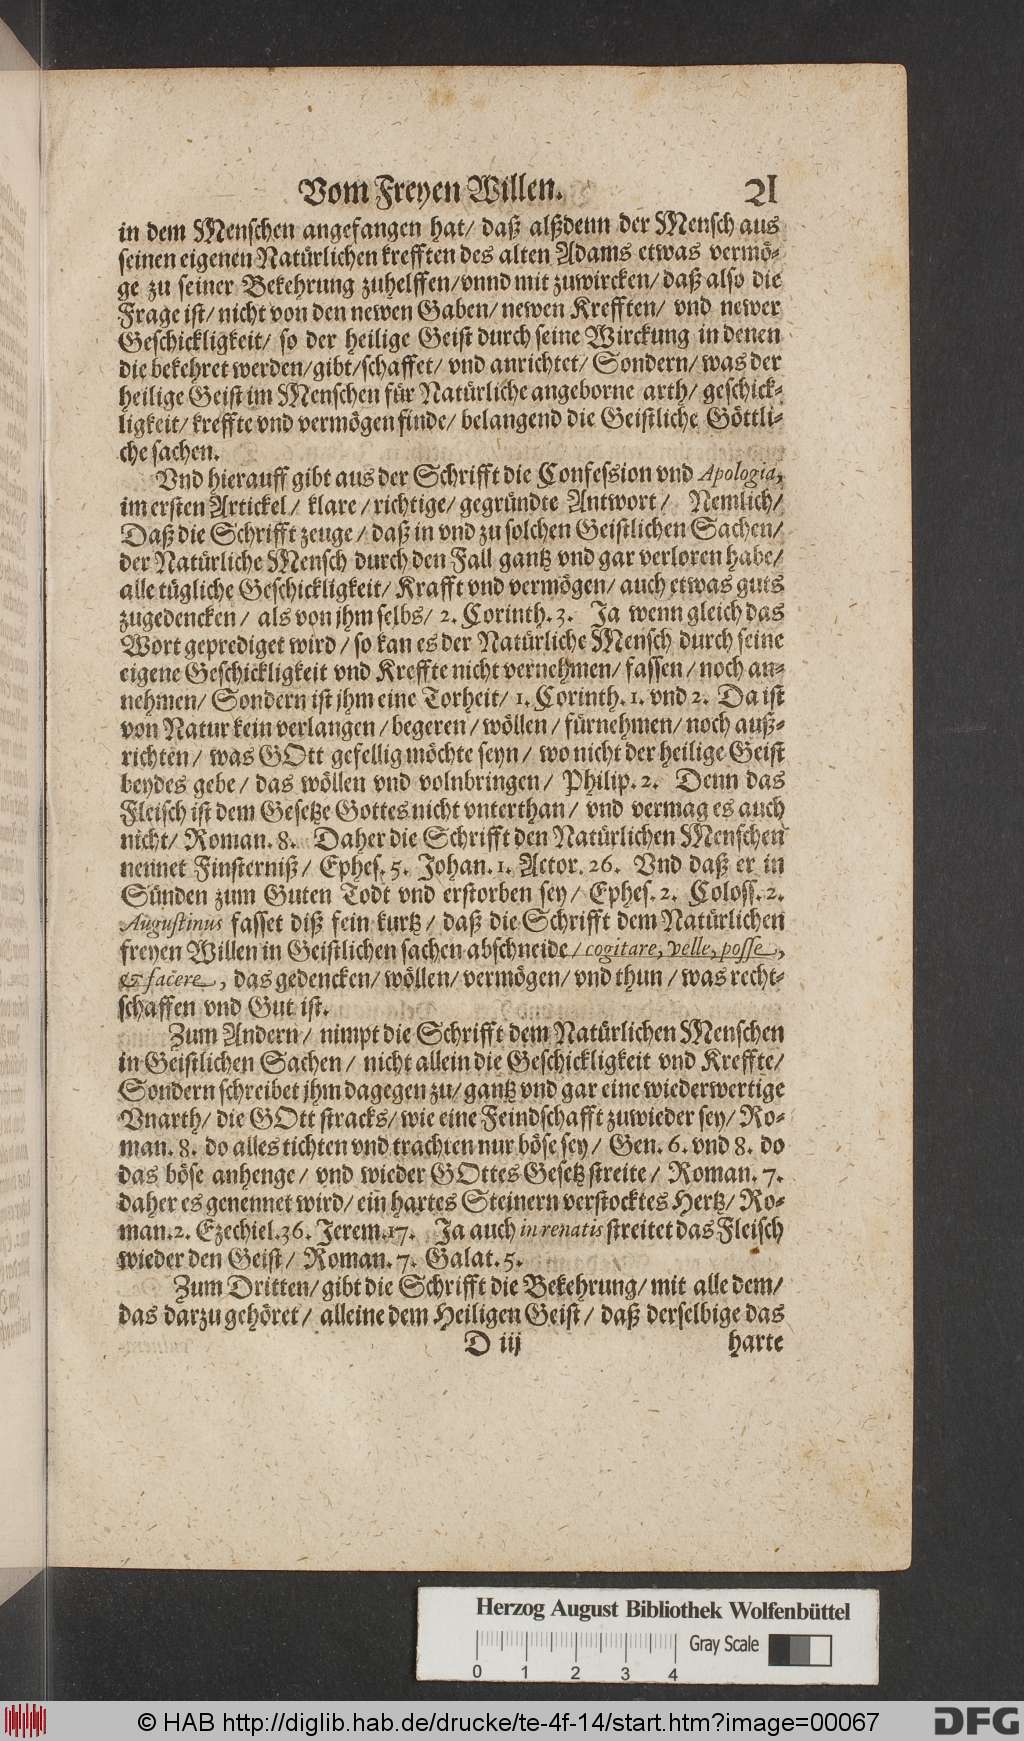 Vom Freyen Willen. 21
in dem Menschen angefangen hat/ daß alßdenn der Mensch aus
seinen eigenen Natürlichen krefften des alten Adams etwas vermö-
ge zu seiner Bekehrung zuhelffen/ vnnd mit zuwircken/ daß also die
Frage ist/ nicht von den newen Gaben/ newen Krefften/ vnd newer
Geschickligkeit/ so der heilige Geist durch seine Wirckung in denen
die bekehret werden/ gibt/ schaffet/ vnd anrichtet/ Sondern/ was der
heilige Geist im Menschen für Natürliche angeborne arth/ geschick-
ligkeit/ kreffte vnd vermögen finde/ belangend die Geistliche Göttli-
che sachen.
Vnd hierauff gibt aus der Schrifft die Confession vnd Apologia,
im ersten Artickel/ klare/ richtige/ gegründte Antwort/ Nemlich/
Daß die Schrifft zeuge/ daß in vnd zu solchen Geistlichen Sachen/
der Natürliche Mensch durch den Fall gantz vnd gar verloren habe/
alle tügliche Geschickligkeit/ Krafft vnd vermögen/ auch etwas guts
zugedencken/ als von jhm selbs/ 2. Corinth. 3. Ja wenn gleich das
Wort geprediget wird/ so kan es der Natürliche Mensch durch seine
eigene Geschickligkeit vnd Kreffte nicht vernehmen/ fassen/ noch an-
nehmen/ Sondern ist jhm eine Torheit/ 1. Corinth. 1. vnd 2. Da ist
von Natur kein verlangen/ begeren/ wöllen/ fürnehmen/ noch auß-
richten/ was GOtt gefellig möchte seyn/ wo nicht der heilige Geist
beydes gebe/ das wöllen vnd volnbringen/ Philip. 2. Denn das
Fleisch ist dem Gesetze Gottes nicht vnterthan/ vnd vermag es auch
nicht/ Roman. 8. Daher die Schrifft den Natürlichen Menschen
nennet Finsterniß/ Ephes. 5. Johan. 1. Actor. 26. Vnd daß er in
Sünden zum Guten Todt vnd erstorben sey/ Ephes. 2. Coloss. 2.
Augustinus fasset diß fein kurtz/ daß die Schrifft dem Natürlichen
freyen Willen in Geistlichen sachen abschneide/ cogitare, velle, posse,
& facere, das gedencken/ wöllen/ vermögen/ vnd thun/ was recht-
schaffen vnd Gut ist.
Zum Andern/ nimpt die Schrifft dem Natürlichen Menschen
in Geistlichen Sachen/ nicht allein die Geschickligkeit vnd Kreffte/
Sondern schreibet jhm dagegen zu/ gantz vnd gar eine wiederwertige
Vnarth/ die GOtt stracks/ wie eine Feindschafft zuwieder sey/ Ro-
man. 8. do alles tichten vnd trachten nur böse sey/ Gen. 6. vnd 8. do
das böse anhenge/ vnd wieder GOttes Gesetz streite/ Roman. 7.
daher es genennet wird/ ein hartes Steinern verstocktes Hertz/ Ro-
man. 2. Ezechiel. 36. Jerem. 17. Ja auch in renatis streitet das Fleisch
wieder den Geist/ Roman. 7. Galat. 5.
Zum Dritten/ gibt die Schrifft die Bekehrung/ mit alle dem/
das darzu gehöret/ alleine dem Heiligen Geist/ daß derselbige das
D iij harte
Herzog August Bibliothek Wolfenbüttel
Gray Scale
0 1 2 3 4
© HAB http://diglib.hab.de/drucke/te-4f-14/start.htm?image=00067
DFG